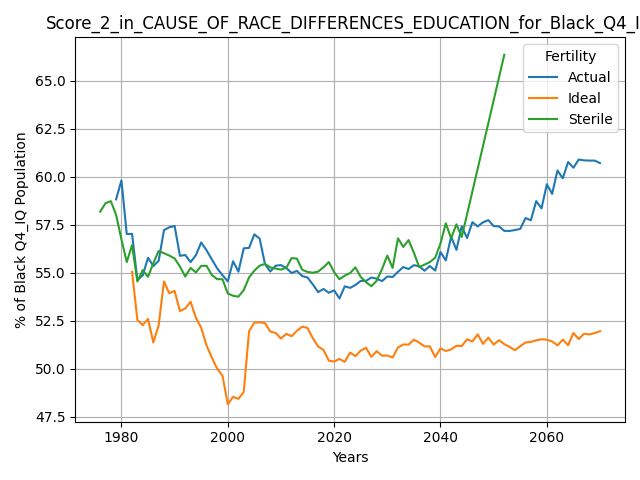 Score_2_in_CAUSE_OF_RACE_DIFFERENCES_EDUCATION_for_Black_Q4_I
Fertility
Actual
Ideal
Sterile
% of Black Q4_IQ Population
65.0
62.5
60.0
57.5
55.0
52.5
50.0
47.5
1980
2000
2020
2040
2060
Years